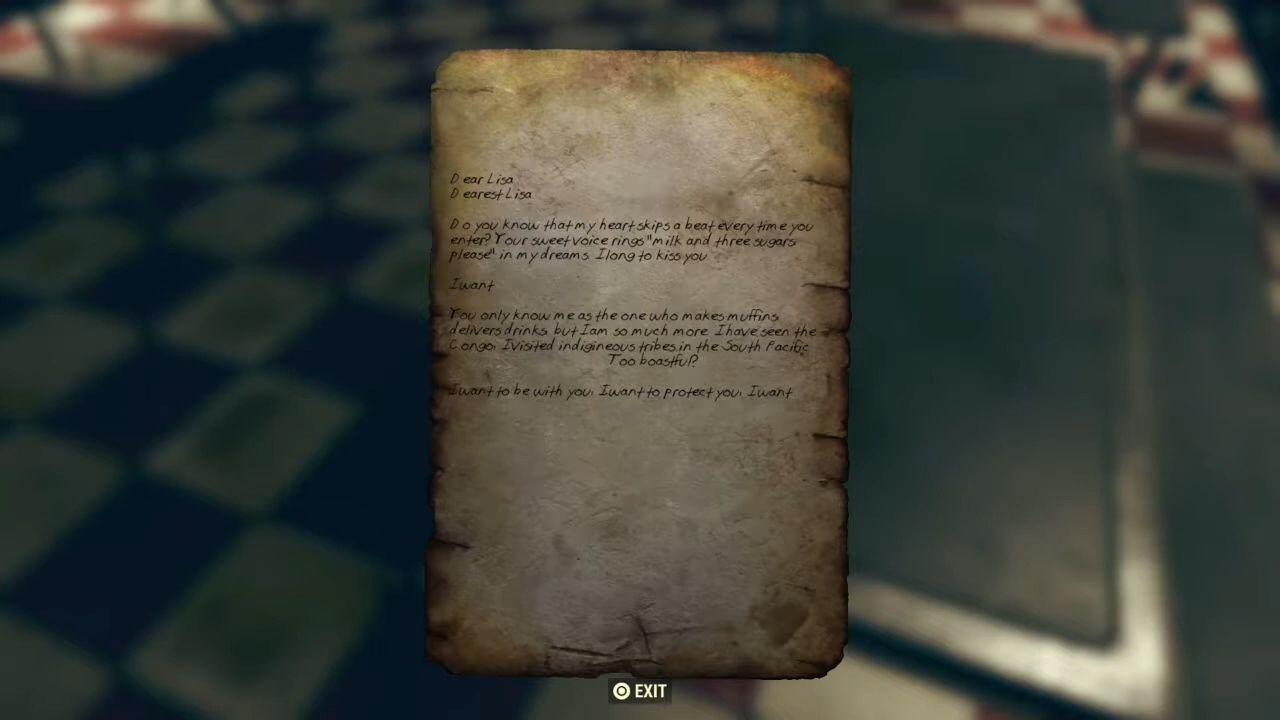 Dear Lisa
Dearest Lisa
Do you know that my heart skips a beat every time you
enter? Your sweet voice rings "milk and three sugars
please" in my dreams. I long to kiss you
I want
You only know me as the one who makes muffins
delivers drinks, but I am so much more. I have seen the
Congo. I visited indigineous tribes in the South Pacific
Too boastful?
I want to be with you. I want to protect you. I want
EXIT